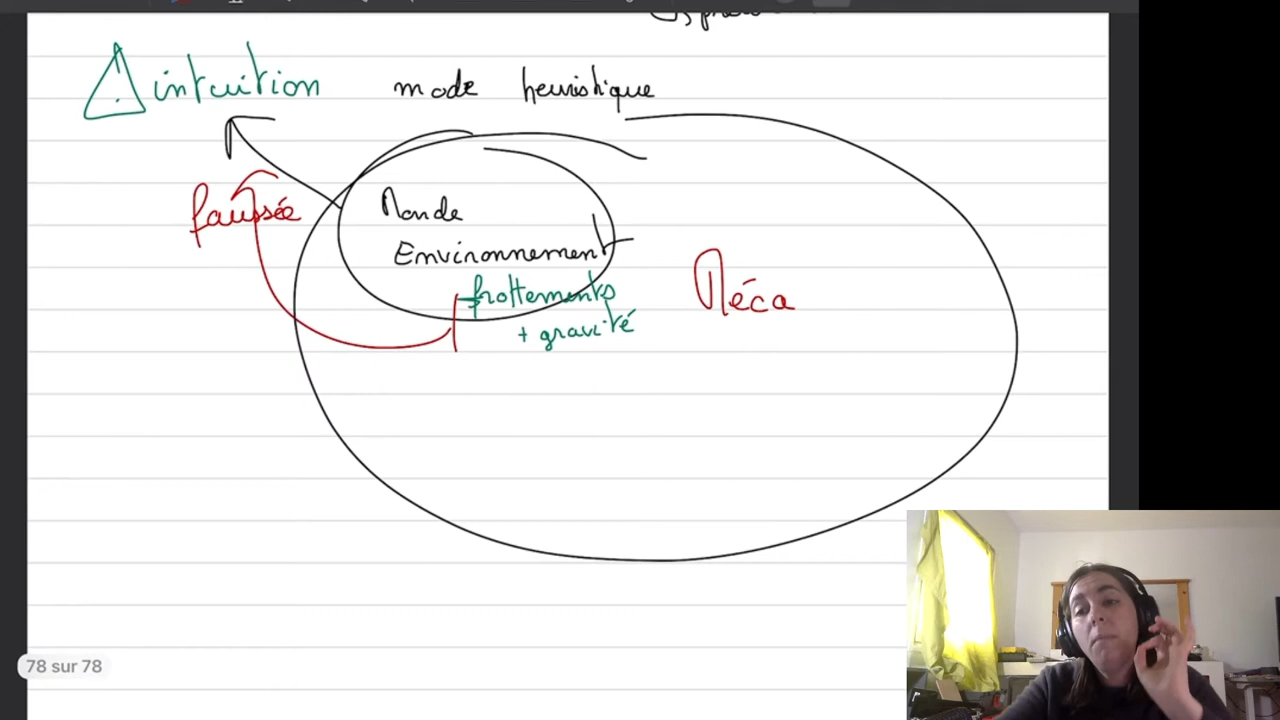 ⚠ intuition mode heuristique
faussée Monde
Environnement
frottements
+ gravité
Méca
78 sur 78